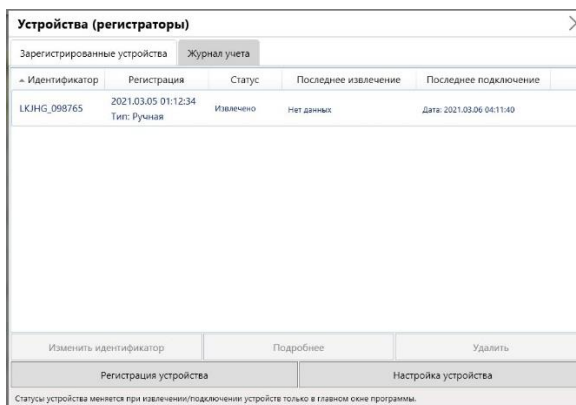 Устройства (регистраторы)
Зарегистрированные устройства Журнал учета
Идентификатор Регистрация Статус Последнее извлечение Последнее подключение
LKJHG_098765 2021.03.05 01:12:34 Извлечено Нет данных Дата: 2021.03.06 04:11:40
Тип: Ручная
Изменить идентификатор Подробнее Удалить
Регистрация устройства Настройка устройства
Статусы устройства меняется при извлечении/подключении устройств только в главном окне программы.